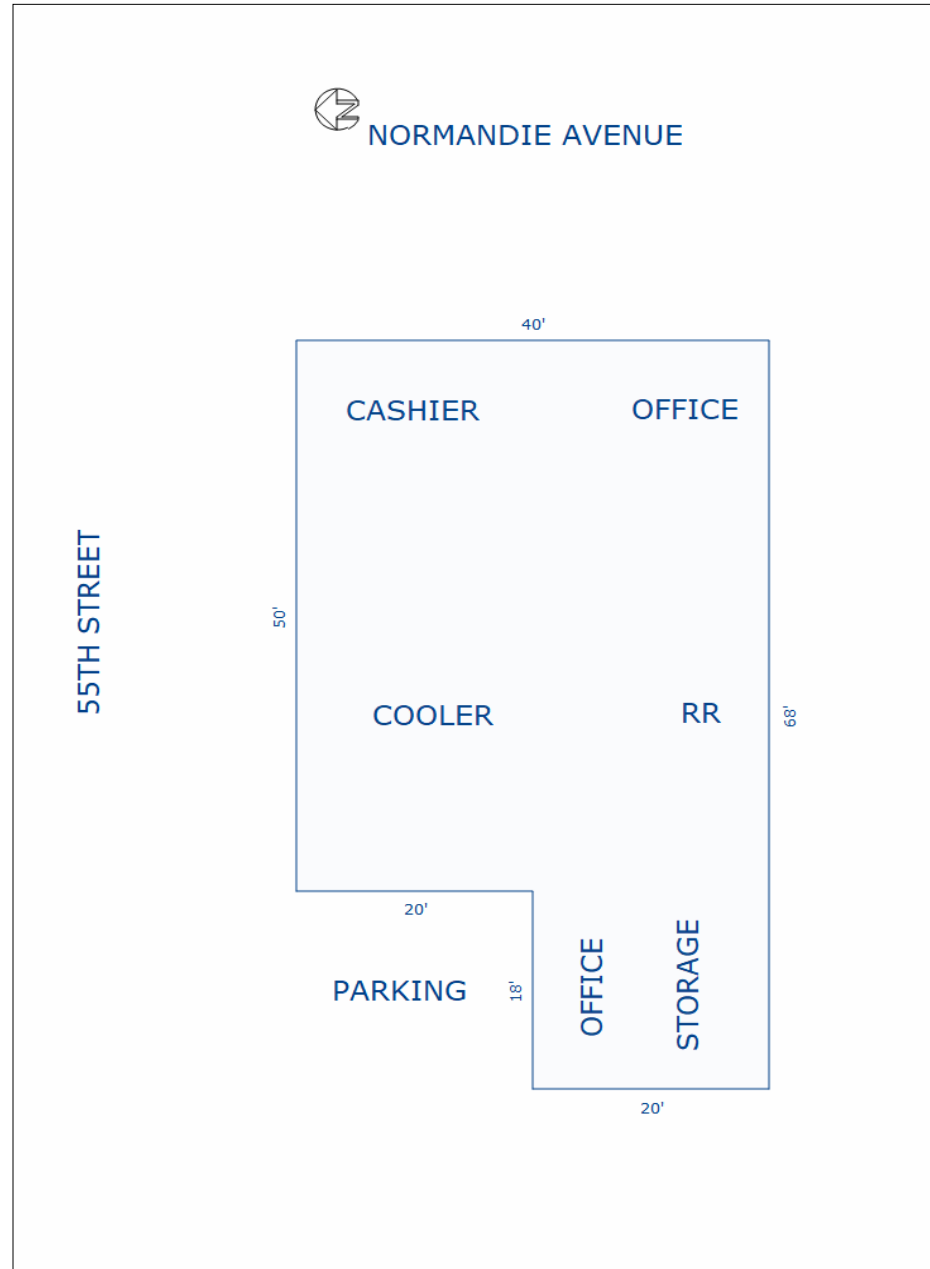 N
NORMANDIE AVENUE
40'
CASHIER
OFFICE
55TH STREET
50'
COOLER
RR
68'
20'
PARKING
18'
OFFICE
STORAGE
20'